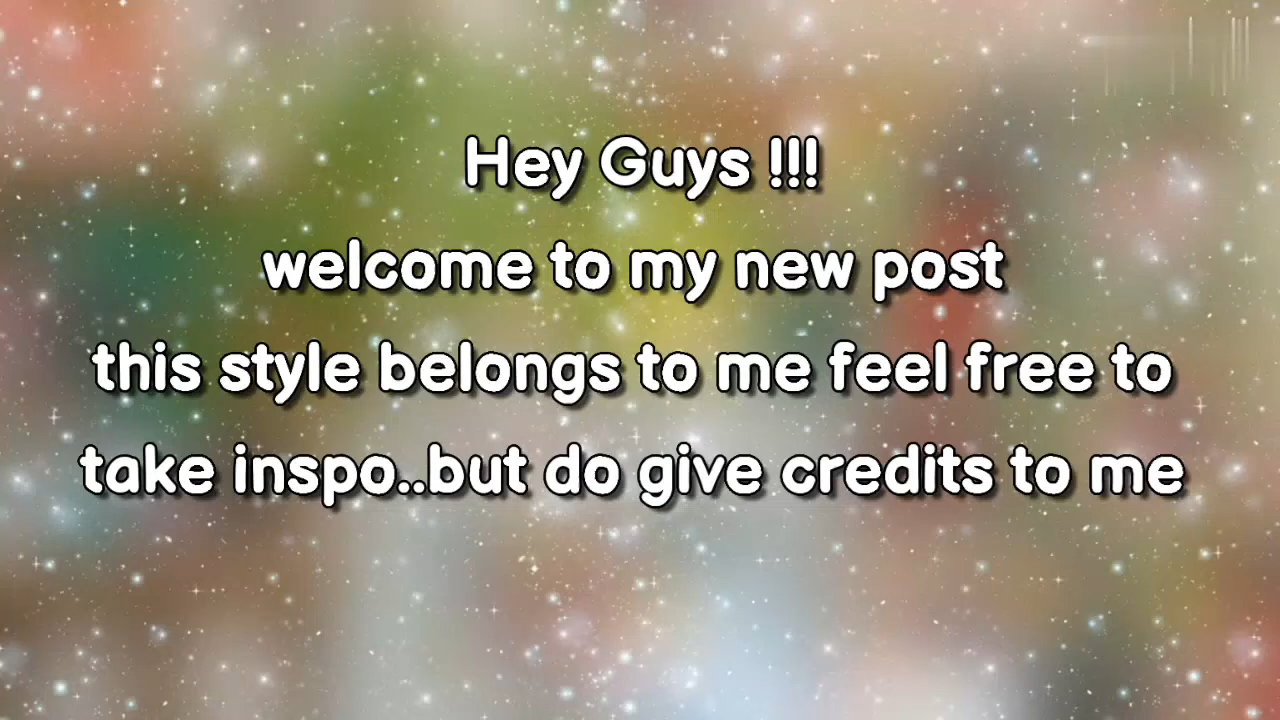 Hey Guys !!!
welcome to my new post
this style belongs to me feel free to
take inspo..but do give credits to me